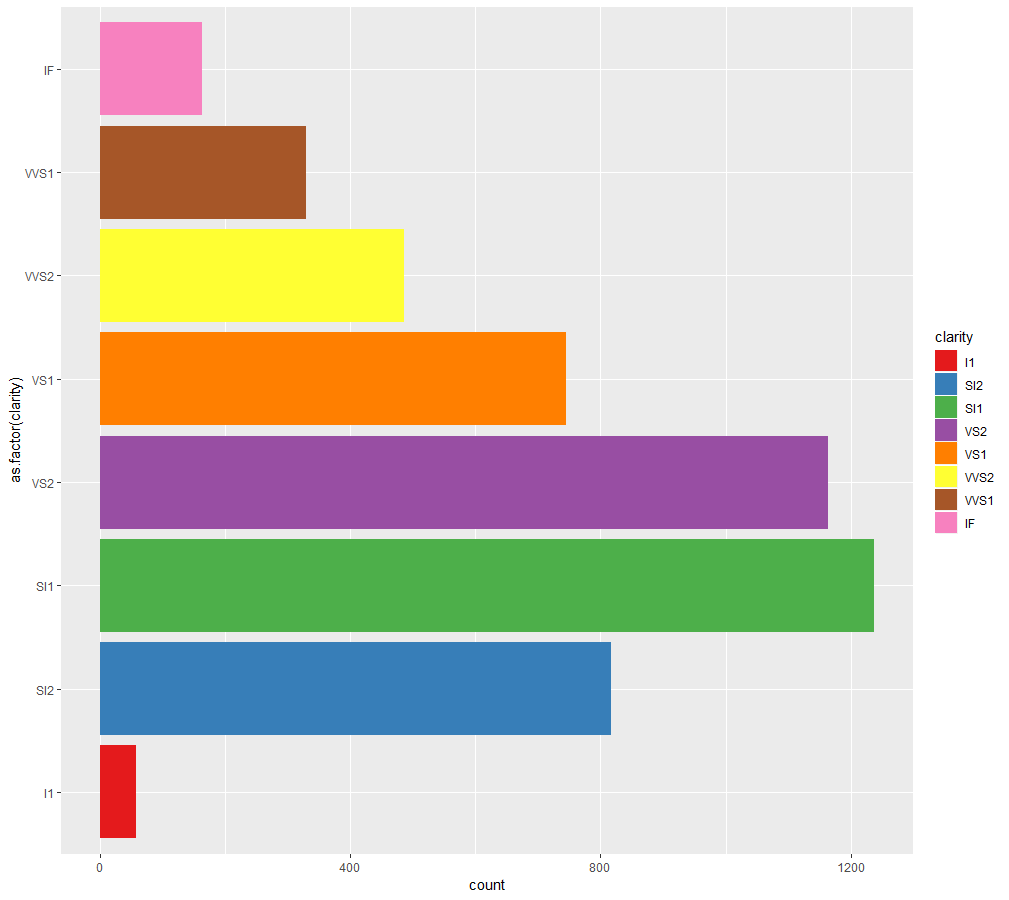 IF
VVS1
VVS2
VS1
VS2
SI1
SI2
I1
as.factor(clarity)
0
400
800
1200
count
clarity
I1
SI2
SI1
VS2
VS1
VVS2
VVS1
IF